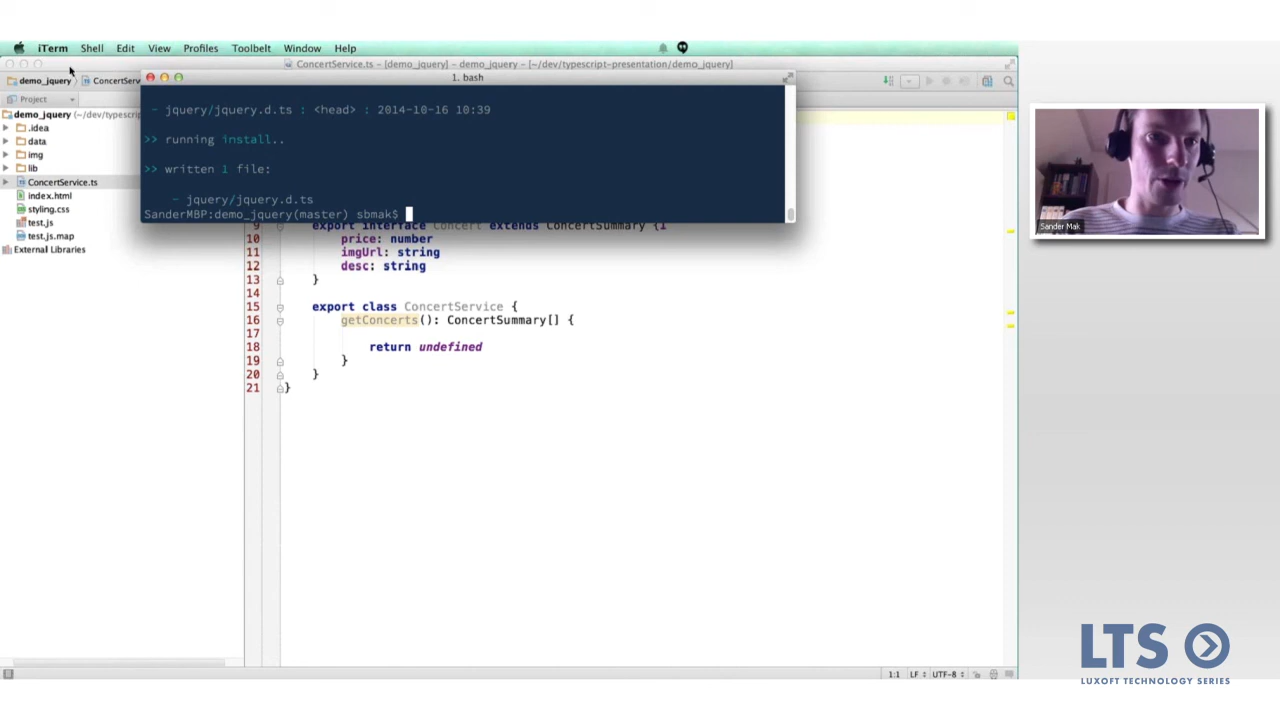 iTerm Shell Edit View Profiles Toolbelt Window Help
ConcertService.ts - [demo_jquery] - demo_jquery - [~/dev/typescript-presentation/demo_jquery]
demo_jquery ConcertServ
1. bash
Project
demo_jquery (~/dev/typescrip
.idea
data
img
lib
ConcertService.ts
index.html
styling.css
test.js
test.js.map
External Libraries
- jquery/jquery.d.ts : <head> : 2014-10-16 10:39
>> running install..
>> written 1 file:
- jquery/jquery.d.ts
SanderMBP:demo_jquery(master) sbmak$
9 export interface Concert extends ConcertSummary {
10 price: number
11 imgUrl: string
12 desc: string
13 }
14
15 export class ConcertService {
16 getConcerts(): ConcertSummary[] {
17
18 return undefined
19 }
20 }
21 }
1:1 LF UTF-8
Sander Mak
LTS
LUXOFT TECHNOLOGY SERIES